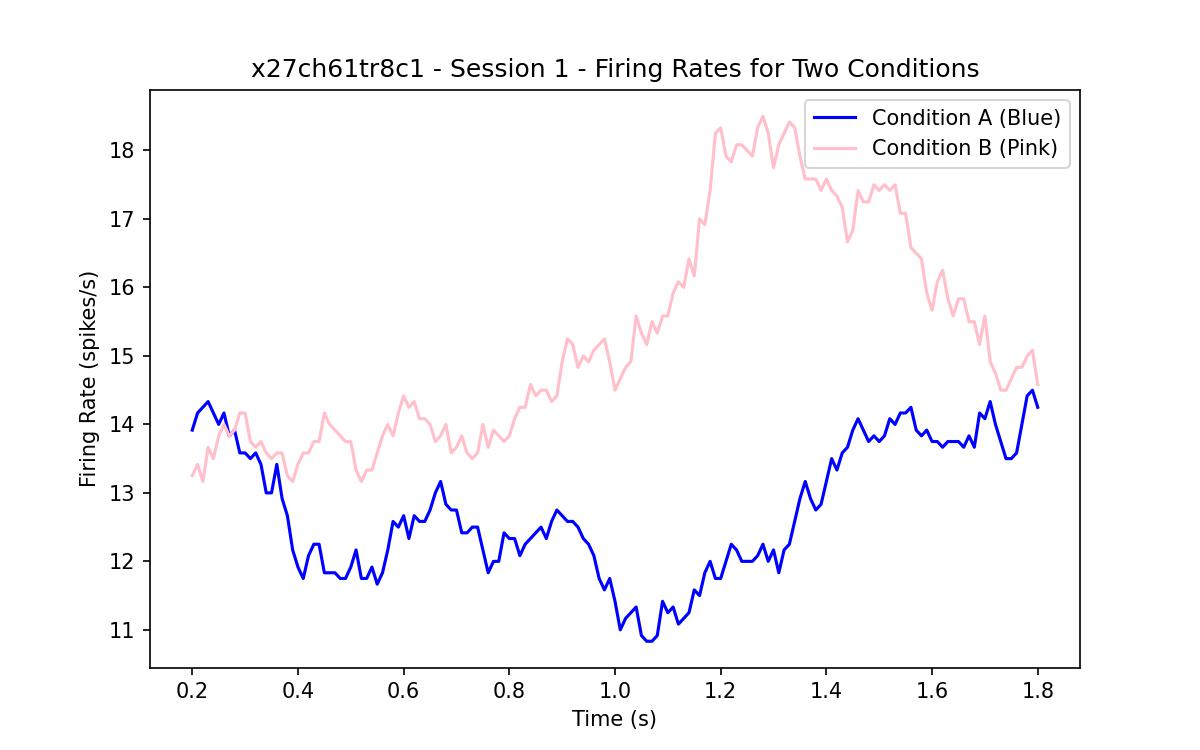 x27ch61tr8c1 - Session 1 - Firing Rates for Two Conditions
Condition A (Blue)
Condition B (Pink)
Firing Rate (spikes/s)
18
17
16
15
14
13
12
11
0.2 0.4 0.6 0.8 1.0 1.2 1.4 1.6 1.8
Time (s)